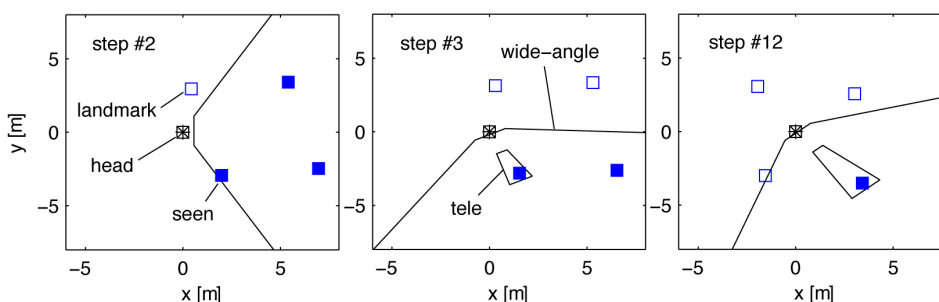 step #2
landmark
head
seen
5
0
−5
y [m]
−5 0 5
x [m]
step #3
wide−angle
tele
5
0
−5
−5 0 5
x [m]
step #12
5
0
−5
−5 0 5
x [m]